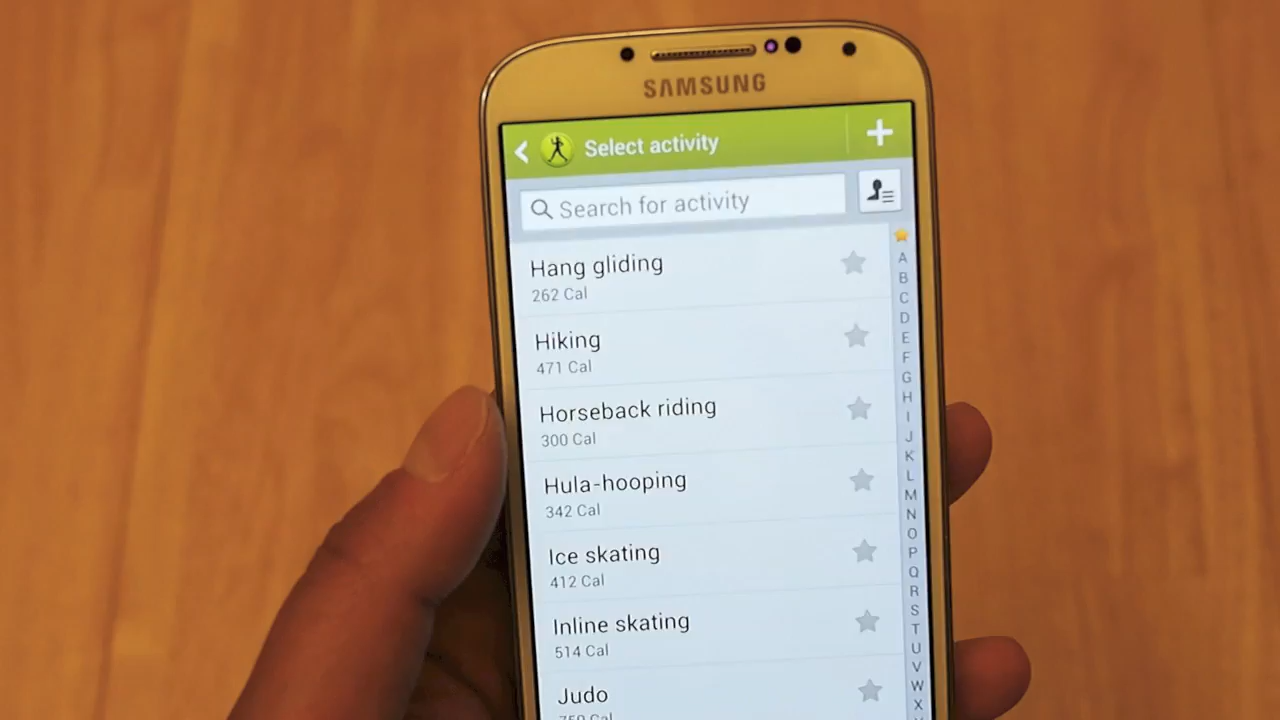 SAMSUNG
Select activity
Search for activity
Hang gliding
262 Cal
Hiking
471 Cal
Horseback riding
300 Cal
Hula-hooping
342 Cal
Ice skating
412 Cal
Inline skating
514 Cal
Judo
Cal
A
B
C
D
E
F
G
H
I
J
K
L
M
N
O
P
Q
R
S
T
U
V
W
X